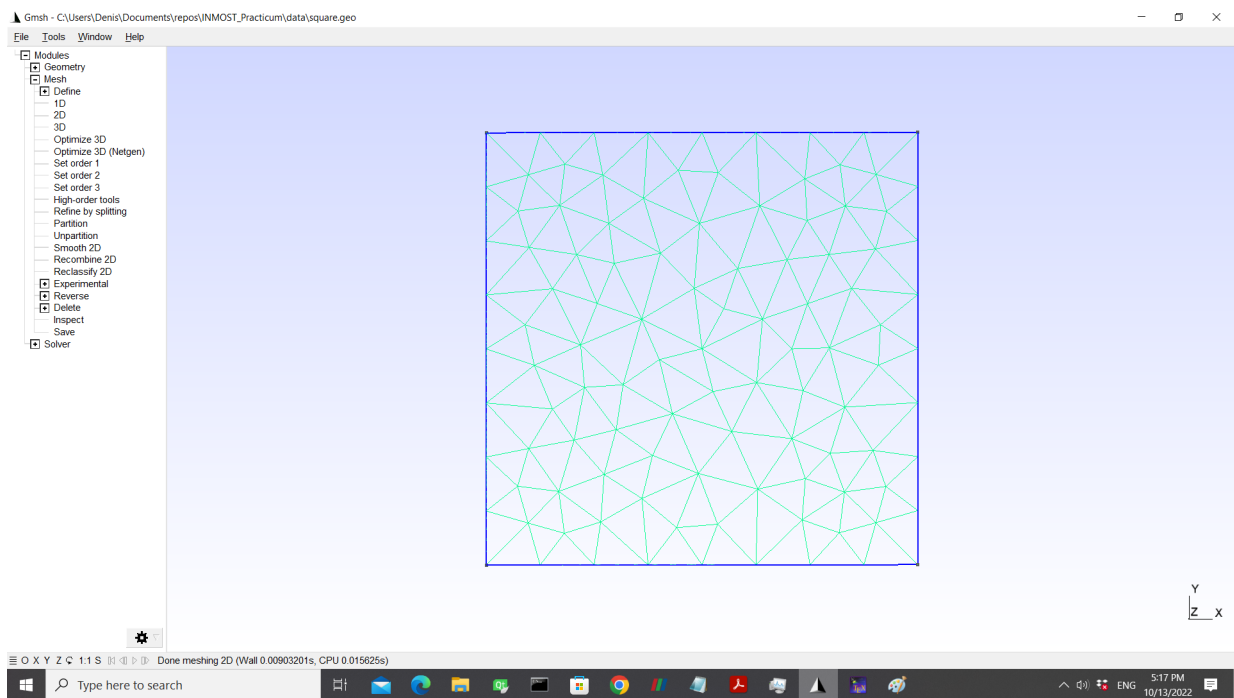 Gmsh - C:\Users\Denis\Documents\repos\INMOST_Practicum\data\square.geo
File Tools Window Help
Modules
Geometry
Mesh
Define
1D
2D
3D
Optimize 3D
Optimize 3D (Netgen)
Set order 1
Set order 2
Set order 3
High-order tools
Refine by splitting
Partition
Unpartition
Smooth 2D
Recombine 2D
Reclassify 2D
Experimental
Reverse
Delete
Inspect
Save
Solver
Y
Z X
O X Y Z 1:1 S Done meshing 2D (Wall 0.00903201s, CPU 0.015625s)
Type here to search
ENG
5:17 PM
10/13/2022